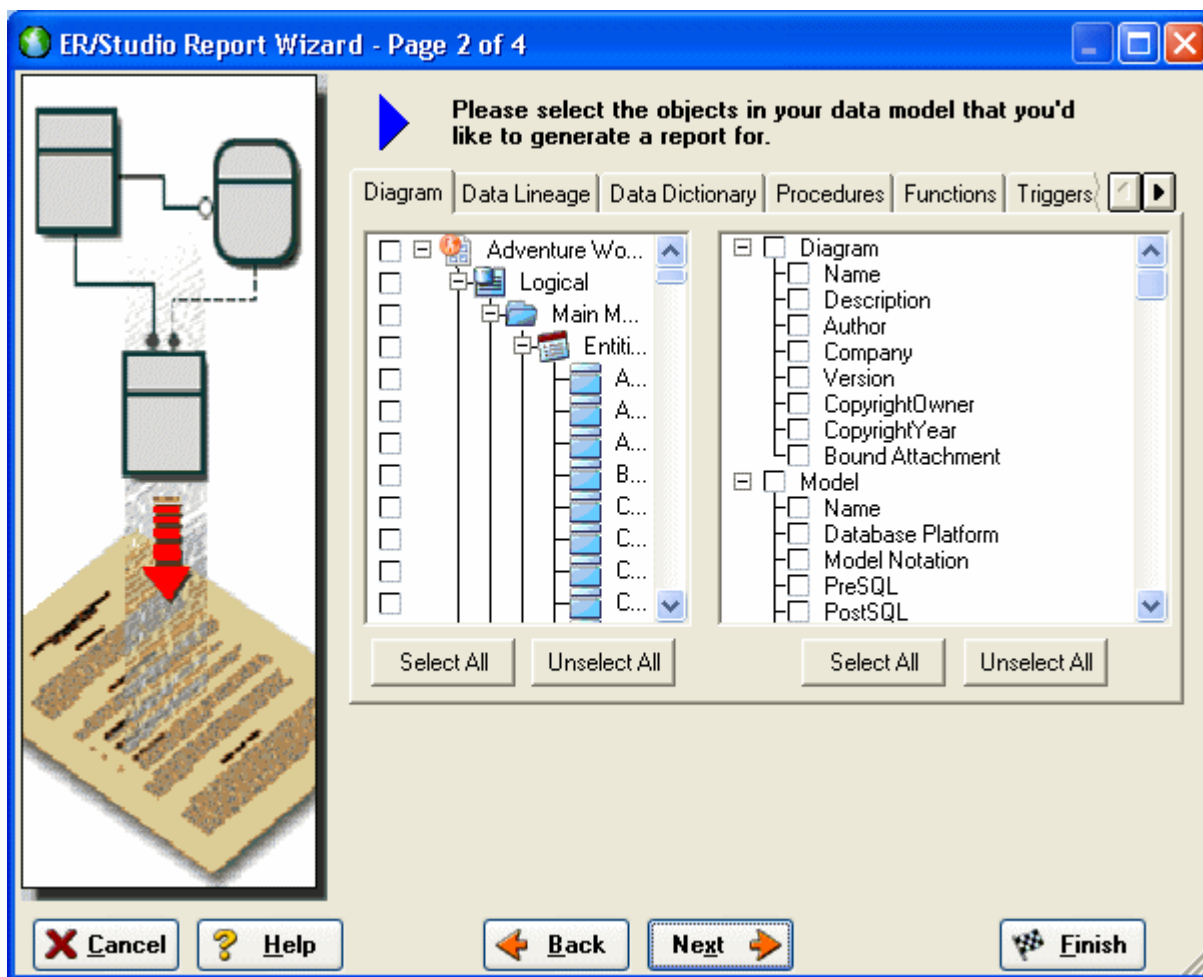 ER/Studio Report Wizard - Page 2 of 4
Please select the objects in your data model that you'd
like to generate a report for.
Diagram
Data Lineage
Data Dictionary
Procedures
Functions
Triggers
Adventure Wo...
Logical
Main M...
Entiti...
A...
A...
A...
B...
C...
C...
C...
C...
Diagram
Name
Description
Author
Company
Version
CopyrightOwner
CopyrightYear
Bound Attachment
Model
Name
Database Platform
Model Notation
PreSQL
PostSQL
Select All
Unselect All
Select All
Unselect All
Cancel
Help
Back
Next
Finish